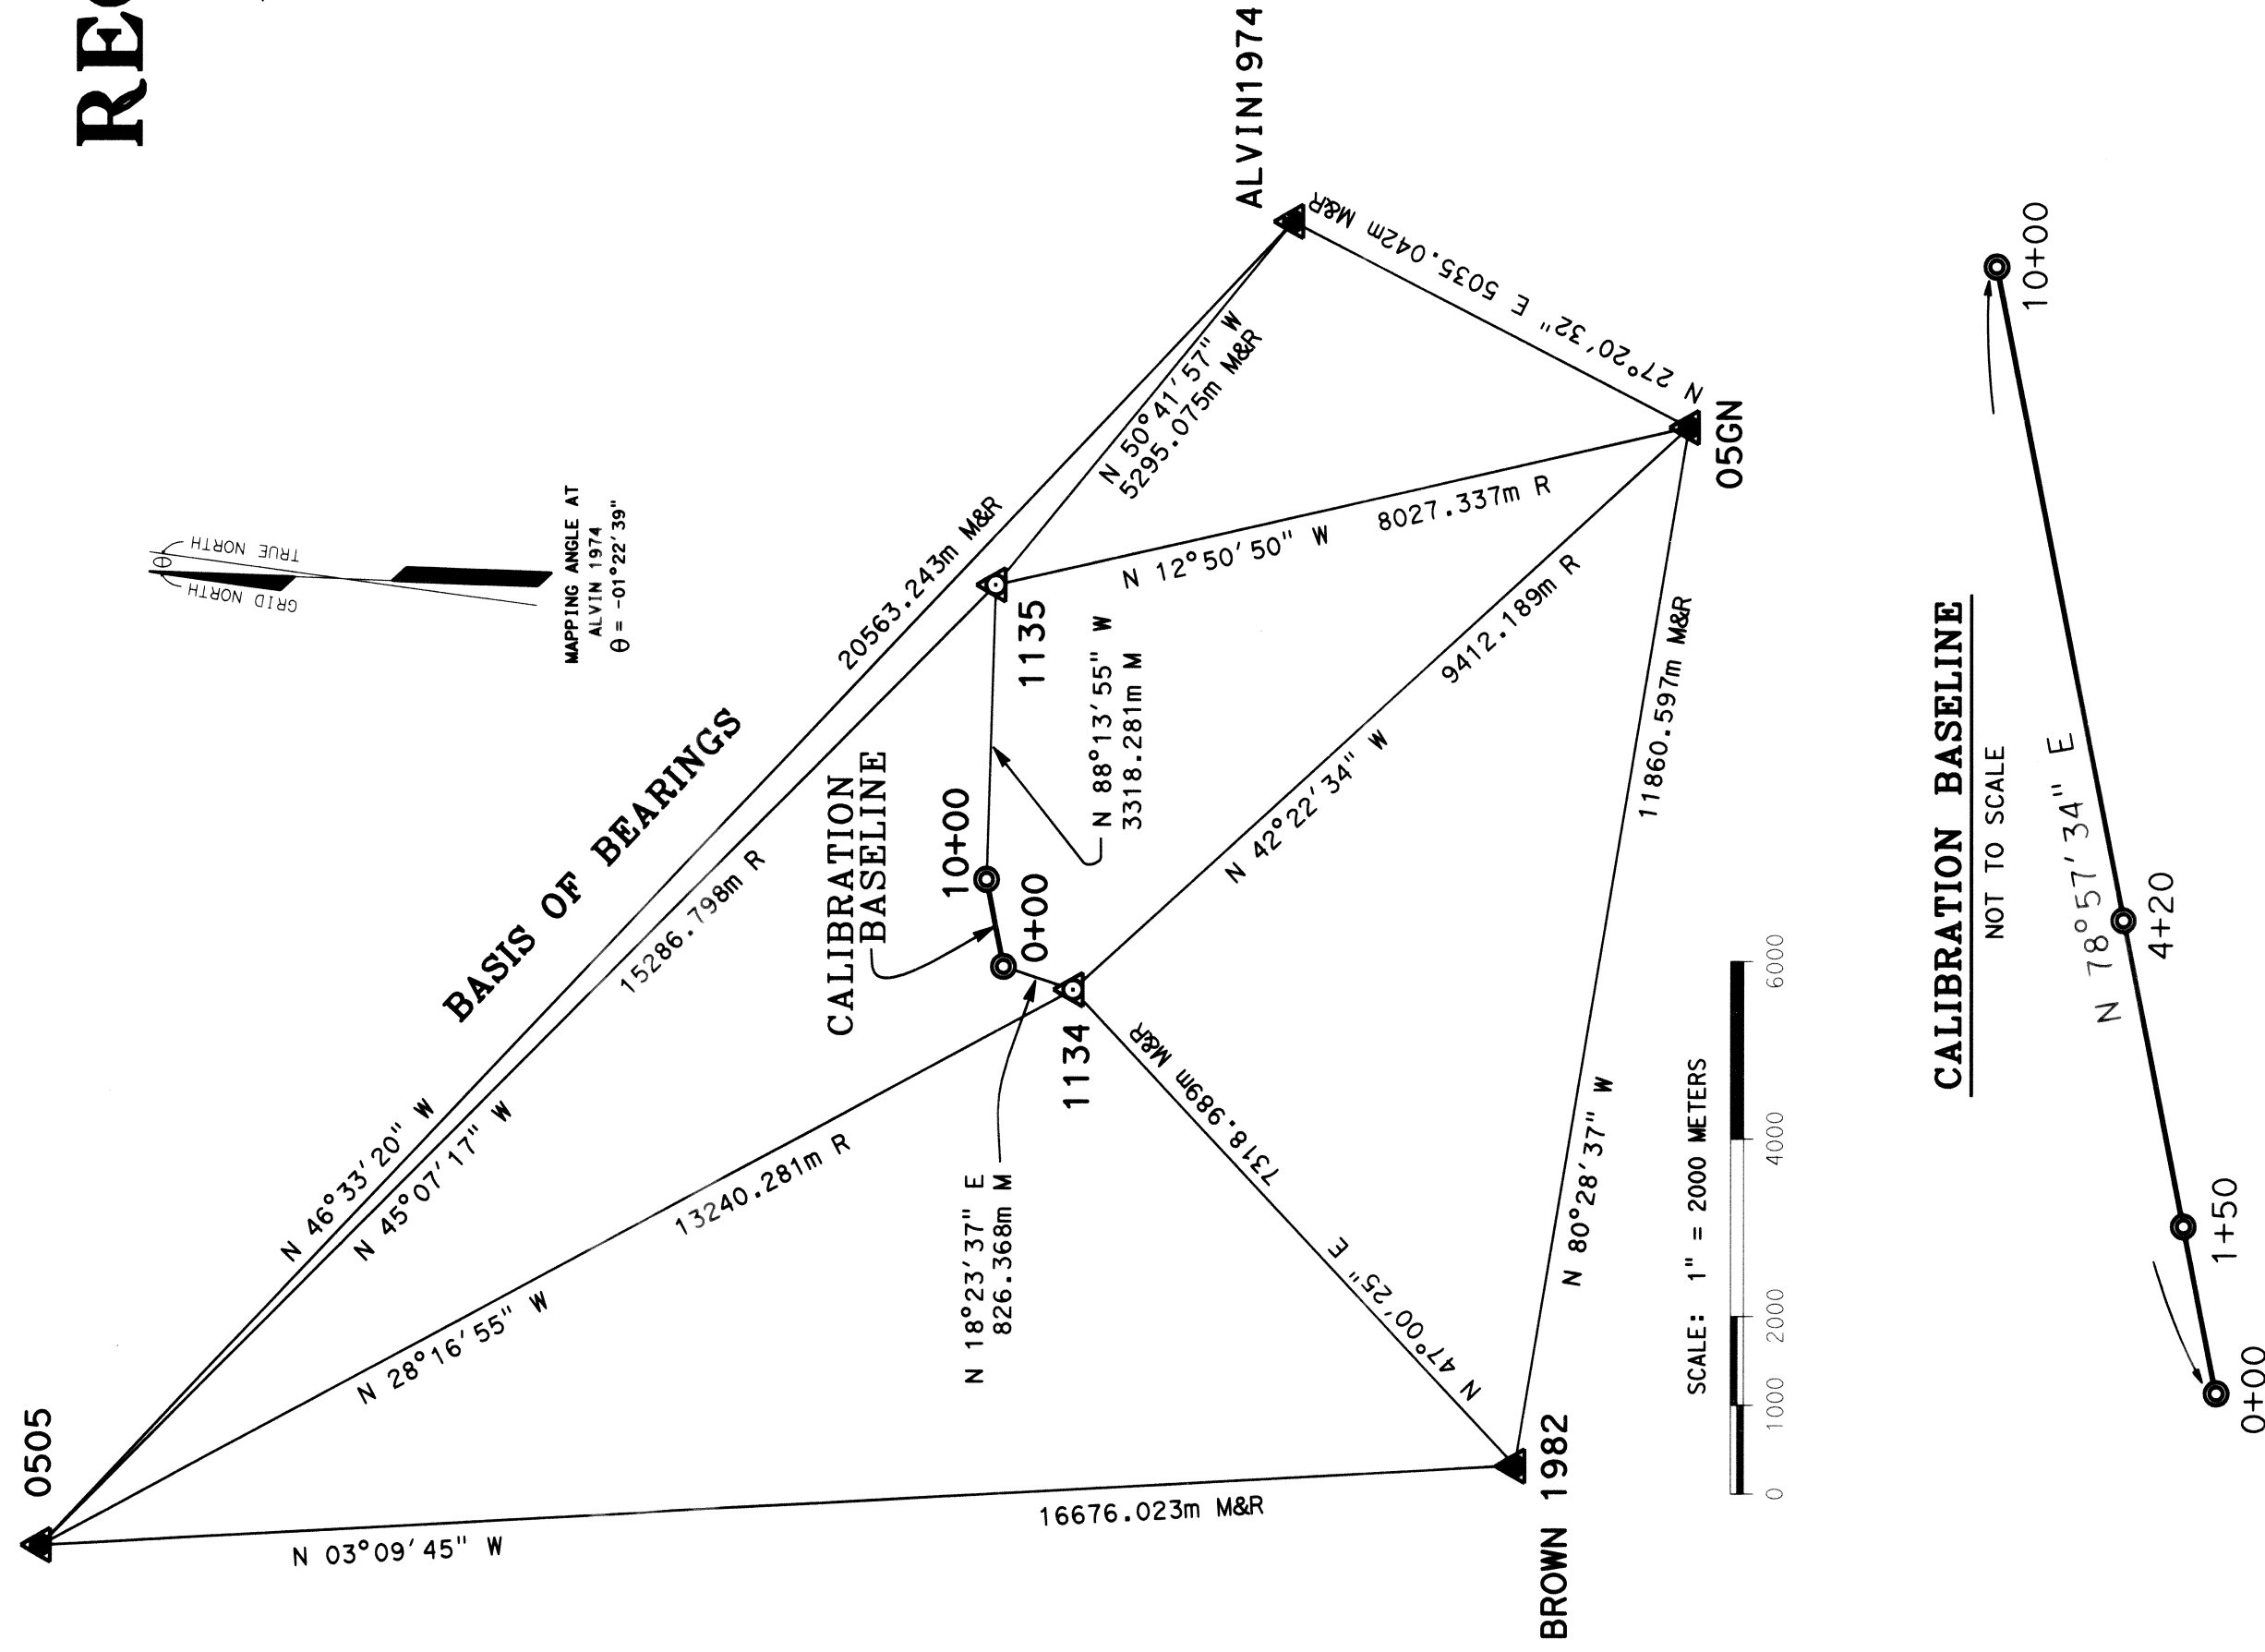 REC
0505
BASIS OF BEARINGS
N 46°33'20" W
20563.243m M&R
N 45°07'17" W
15286.798m R
N 28°16'55" W
13240.281m R
N 03°09'45" W
16676.023m M&R
GRID NORTH
TRUE NORTH
θ
MAPPING ANGLE AT
ALVIN 1974
θ = -01°22'39"
CALIBRATION
BASELINE
10+00
0+00
1135
1134
N 18°23'37" E
826.368m M
N 88°13'55" W
3318.281m M
N 50°41'57" W
5295.075m M&R
ALVIN1974
N 27°20'32" E 5035.042m M&R
N 12°50'50" W 8027.337m R
N 42°22'34" W
9412.189m R
N 47°00'25" E
7318.989m M&R
N 80°28'37" W
11860.597m M&R
05GN
BROWN 1982
SCALE: 1" = 2000 METERS
0 1000 2000 4000 6000
CALIBRATION BASELINE
NOT TO SCALE
N 78°57'34" E
0+00
1+50
4+20
10+00